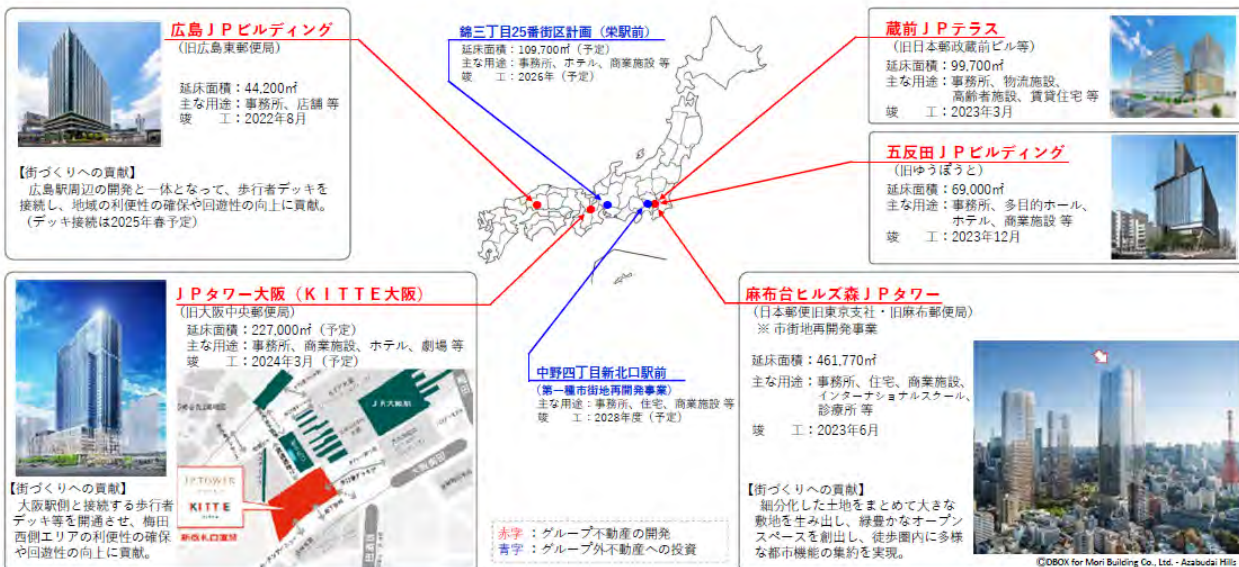 広島ＪＰビルディング
(旧広島東郵便局)
延床面積：44,200㎡
主な用途：事務所、店舗 等
竣　　工：2022年8月
【街づくりへの貢献】
広島駅周辺の開発と一体となって、歩行者デッキを
接続し、地域の利便性の確保や回遊性の向上に貢献。
（デッキ接続は2025年春予定）
錦三丁目25番街区計画（栄駅前）
延床面積：109,700㎡（予定）
主な用途：事務所、ホテル、商業施設 等
竣　　工：2026年（予定）
蔵前ＪＰテラス
(旧日本郵政蔵前ビル等)
延床面積：99,700㎡
主な用途：事務所、物流施設、
高齢者施設、賃貸住宅 等
竣　　工：2023年3月
五反田ＪＰビルディング
(旧ゆうぽうと)
延床面積：69,000㎡
主な用途：事務所、多目的ホール、
ホテル、商業施設 等
竣　　工：2023年12月
ＪＰタワー大阪（ＫＩＴＴＥ大阪）
(旧大阪中央郵便局)
延床面積：227,000㎡（予定）
主な用途：事務所、商業施設、ホテル、劇場 等
竣　　工：2024年3月（予定）
ＪＲ大阪駅
大阪梅田
JP TOWER
KITTE
西梅田
【街づくりへの貢献】
大阪駅側と接続する歩行者
デッキ等を開通させ、梅田
西側エリアの利便性の確保
や回遊性の向上に貢献。
中野四丁目新北口駅前
(第一種市街地再開発事業)
主な用途：事務所、住宅、商業施設 等
竣　　工：2028年度（予定）
赤字：グループ不動産の開発
青字：グループ外不動産への投資
麻布台ヒルズ森ＪＰタワー
(日本郵便旧東京支社・旧麻布郵便局)
※ 市街地再開発事業
延床面積：461,770㎡
主な用途：事務所、住宅、商業施設、
インターナショナルスクール、
診療所 等
竣　　工：2023年6月
【街づくりへの貢献】
細分化した土地をまとめて大きな
敷地を生み出し、緑豊かなオープン
スペースを創出し、徒歩圏内に多様
な都市機能の集約を実現。
©DBOX for Mori Building Co., Ltd. - Azabudai Hills